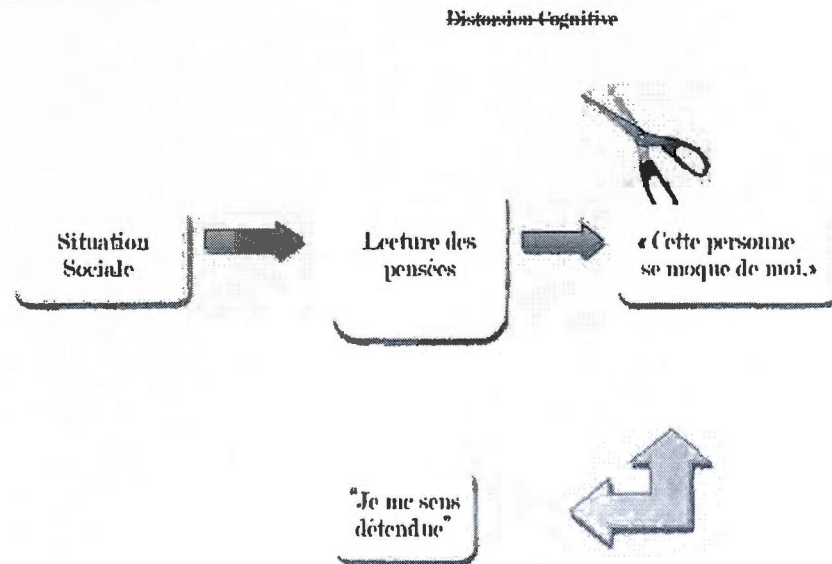 Distorsion Cognitive
Situation
Sociale
Lecture des
pensées
« Cette personne
se moque de moi.»
"Je me sens
détendue"